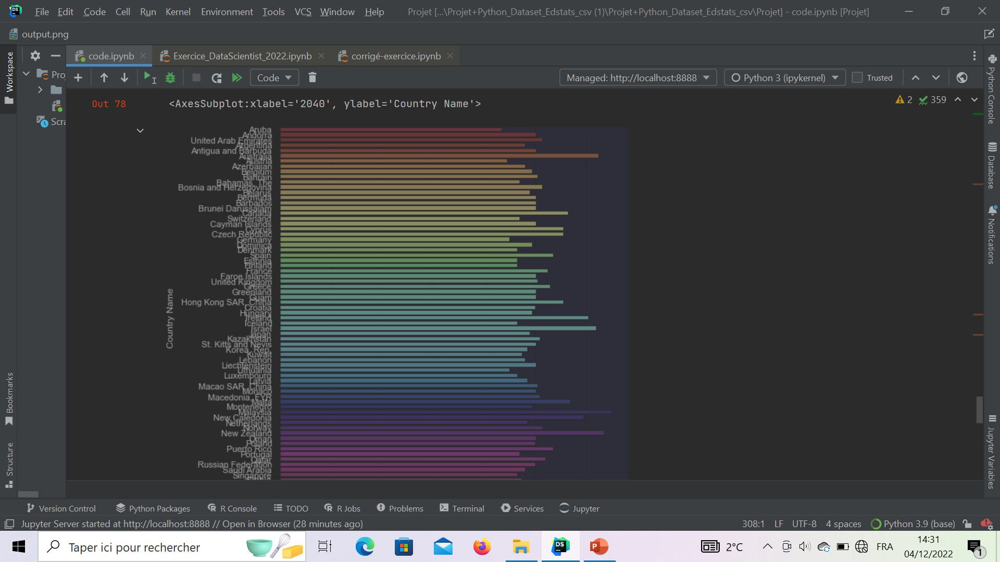 File Edit Code Cell Run Kernel Environment Tools VCS Window Help Projet [...\Projet+Python_Dataset_Edstats_csv (1)\Projet+Python_Dataset_Edstats_csv\Projet] - code.ipynb [Projet]
output.png
code.ipynb Exercice_DataScientist_2022.ipynb corrigé-exercice.ipynb
Workspace
Proj
Scra
Code Managed: http://localhost:8888 Python 3 (ipykernel) Trusted
Out 78 <AxesSubplot:xlabel='2040', ylabel='Country Name'>
2 359
Aruba
Andorra
United Arab Emirates
Argentina
Antigua and Barbuda
Australia
Austria
Azerbaijan
Belgium
Bahrain
Bahamas, The
Bosnia and Herzegovina
Belarus
Bermuda
Barbados
Brunei Darussalam
Canada
Switzerland
Cayman Islands
Cyprus
Czech Republic
Germany
Dominica
Denmark
Spain
Estonia
Finland
France
Faroe Islands
United Kingdom
Greece
Greenland
Guam
Hong Kong SAR, China
Croatia
Hungary
Ireland
Iceland
Israel
Japan
Kazakhstan
St. Kitts and Nevis
Korea, Rep.
Kuwait
Lebanon
Liechtenstein
Lithuania
Luxembourg
Latvia
Macao SAR, China
Monaco
Macedonia, FYR
Malta
Montenegro
Malaysia
New Caledonia
Netherlands
Norway
New Zealand
Oman
Poland
Puerto Rico
Portugal
Qatar
Russian Federation
Saudi Arabia
Singapore
Country Name
Bookmarks
Structure
Python Console
Database
Notifications
Jupyter Variables
Version Control Python Packages R Console TODO R Jobs Problems Terminal Services Jupyter
Jupyter Server started at http://localhost:8888 // Open in Browser (28 minutes ago) 308:1 LF UTF-8 4 spaces Python 3.9 (base)
Taper ici pour rechercher
DS
2°C
FRA
14:31
04/12/2022
1